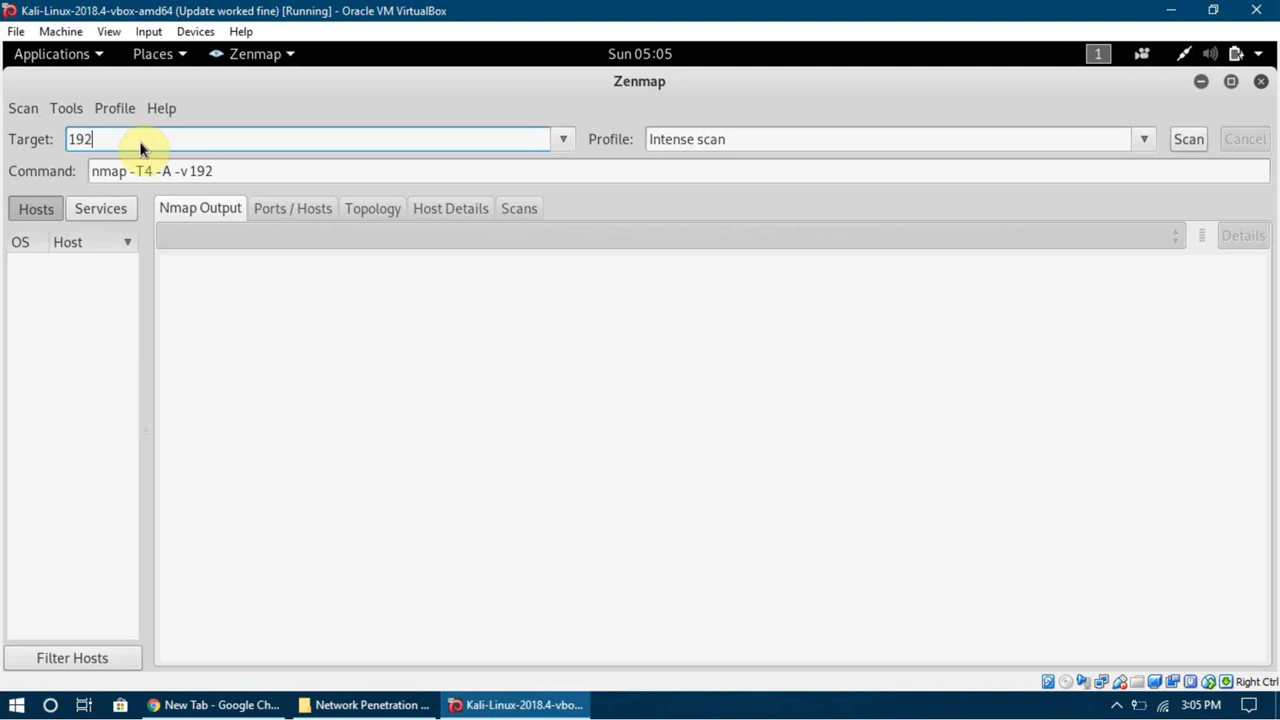 Kali-Linux-2018.4-vbox-amd64 (Update worked fine) [Running] - Oracle VM VirtualBox
File Machine View Input Devices Help
Applications Places Zenmap Sun 05:05 1
Zenmap
Scan Tools Profile Help
Target: 192 Profile: Intense scan Scan Cancel
Command: nmap -T4 -A -v 192
Hosts Services Nmap Output Ports / Hosts Topology Host Details Scans
OS Host Details
Filter Hosts
Right Ctrl
New Tab - Google Ch... Network Penetration ... Kali-Linux-2018.4-vbo... 3:05 PM